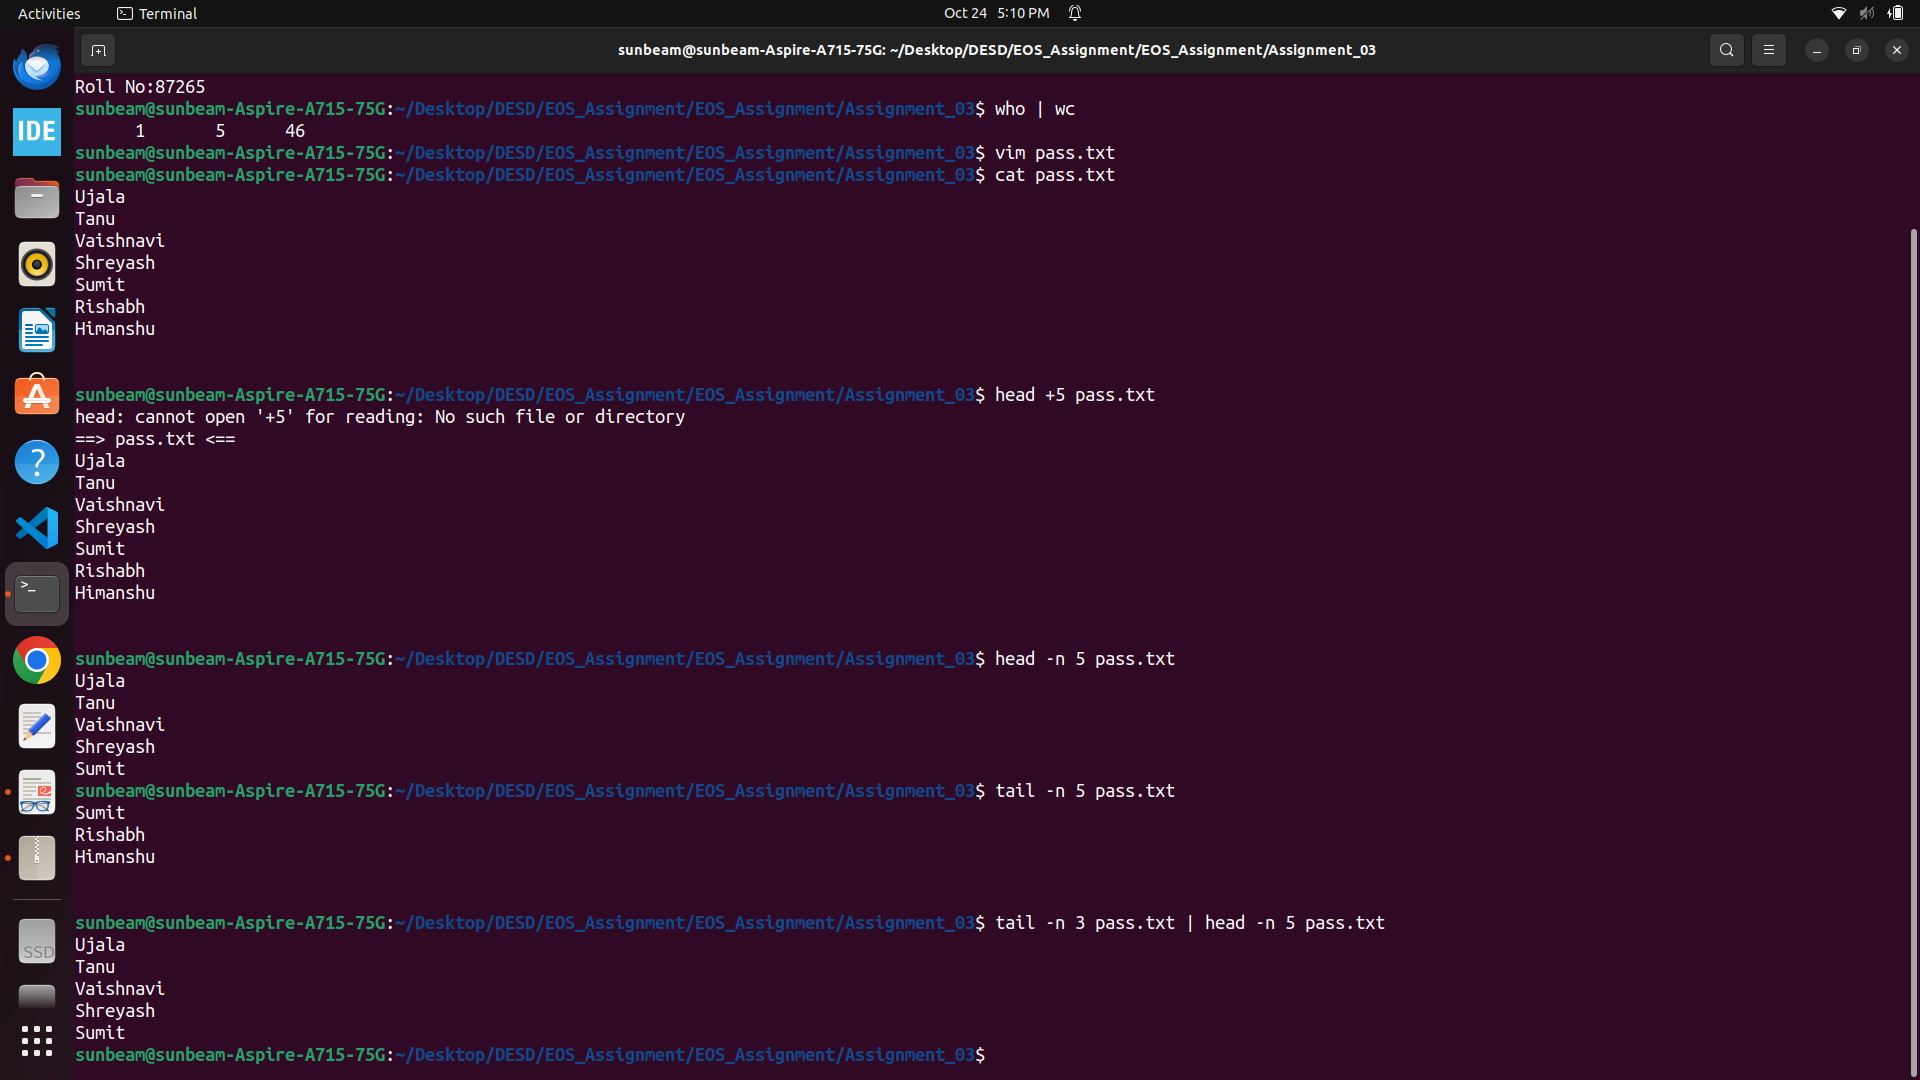 Activities Terminal Oct 24 5:10 PM
sunbeam@sunbeam-Aspire-A715-75G: ~/Desktop/DESD/EOS_Assignment/EOS_Assignment/Assignment_03
Roll No:87265
sunbeam@sunbeam-Aspire-A715-75G:~/Desktop/DESD/EOS_Assignment/EOS_Assignment/Assignment_03$ who | wc
1 5 46
sunbeam@sunbeam-Aspire-A715-75G:~/Desktop/DESD/EOS_Assignment/EOS_Assignment/Assignment_03$ vim pass.txt
sunbeam@sunbeam-Aspire-A715-75G:~/Desktop/DESD/EOS_Assignment/EOS_Assignment/Assignment_03$ cat pass.txt
Ujala
Tanu
Vaishnavi
Shreyash
Sumit
Rishabh
Himanshu
sunbeam@sunbeam-Aspire-A715-75G:~/Desktop/DESD/EOS_Assignment/EOS_Assignment/Assignment_03$ head +5 pass.txt
head: cannot open '+5' for reading: No such file or directory
==> pass.txt <==
Ujala
Tanu
Vaishnavi
Shreyash
Sumit
Rishabh
Himanshu
sunbeam@sunbeam-Aspire-A715-75G:~/Desktop/DESD/EOS_Assignment/EOS_Assignment/Assignment_03$ head -n 5 pass.txt
Ujala
Tanu
Vaishnavi
Shreyash
Sumit
sunbeam@sunbeam-Aspire-A715-75G:~/Desktop/DESD/EOS_Assignment/EOS_Assignment/Assignment_03$ tail -n 5 pass.txt
Sumit
Rishabh
Himanshu
sunbeam@sunbeam-Aspire-A715-75G:~/Desktop/DESD/EOS_Assignment/EOS_Assignment/Assignment_03$ tail -n 3 pass.txt | head -n 5 pass.txt
Ujala
Tanu
Vaishnavi
Shreyash
Sumit
sunbeam@sunbeam-Aspire-A715-75G:~/Desktop/DESD/EOS_Assignment/EOS_Assignment/Assignment_03$
IDE
SSD